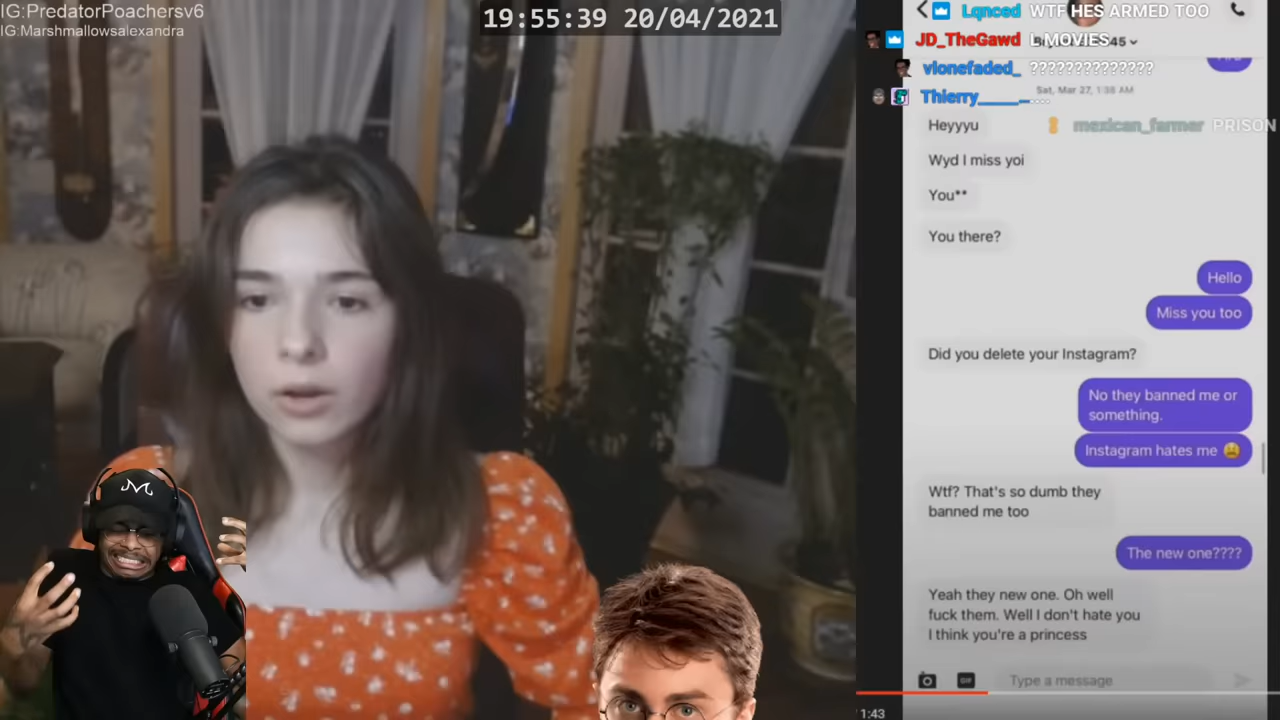 IG:PredatorPoachersv6
IG:Marshmallowsalexandra
19:55:39 20/04/2021
Lqnced WTF HES ARMED TOO
JD_TheGawd L MOVIES
45
vlonefaded_ ??????????????
Sat, Mar 27, 1:38 AM
Thierry_____ ....
mexican_farmer PRISON
Heyyyu
Wyd I miss yoi
You**
You there?
Hello
Miss you too
Did you delete your Instagram?
No they banned me or
something.
Instagram hates me 😫
Wtf? That's so dumb they
banned me too
The new one????
Yeah they new one. Oh well
fuck them. Well I don't hate you
I think you're a princess
GIF
Type a message
1:43